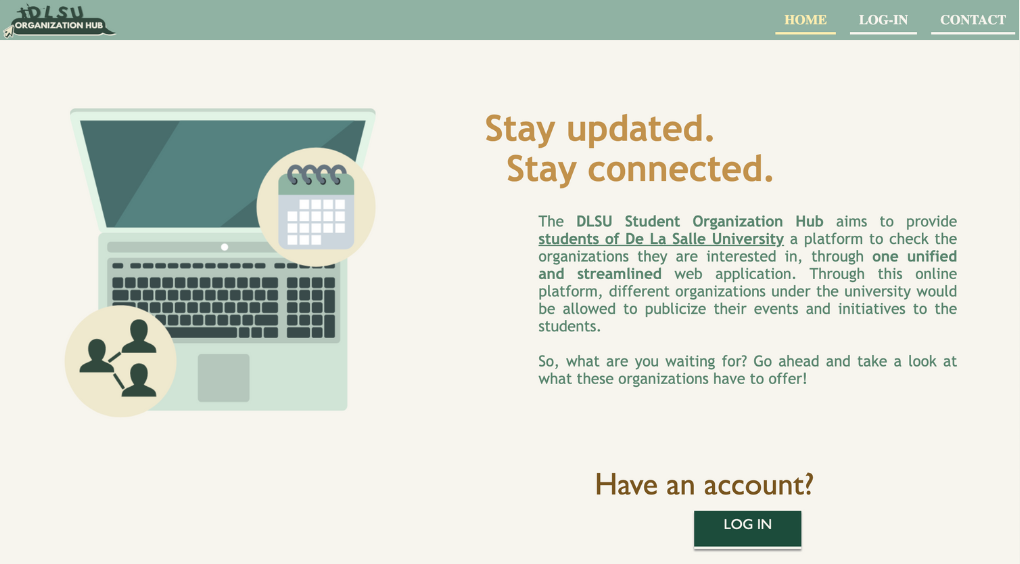 DLSU
ORGANIZATION HUB
HOME LOG-IN CONTACT
Stay updated.
Stay connected.
The DLSU Student Organization Hub aims to provide
students of De La Salle University a platform to check the
organizations they are interested in, through one unified
and streamlined web application. Through this online
platform, different organizations under the university would
be allowed to publicize their events and initiatives to the
students.
So, what are you waiting for? Go ahead and take a look at
what these organizations have to offer!
Have an account?
LOG IN